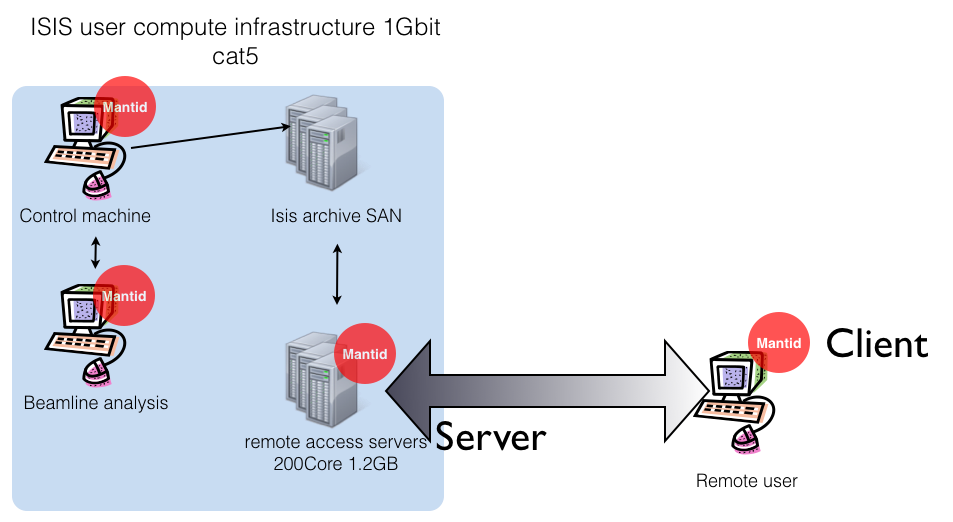 ISIS user compute infrastructure 1Gbit
cat5
Mantid
Control machine
Isis archive SAN
Mantid
Beamline analysis
Mantid
remote access servers
200Core 1.2GB
Server
Mantid
Client
Remote user